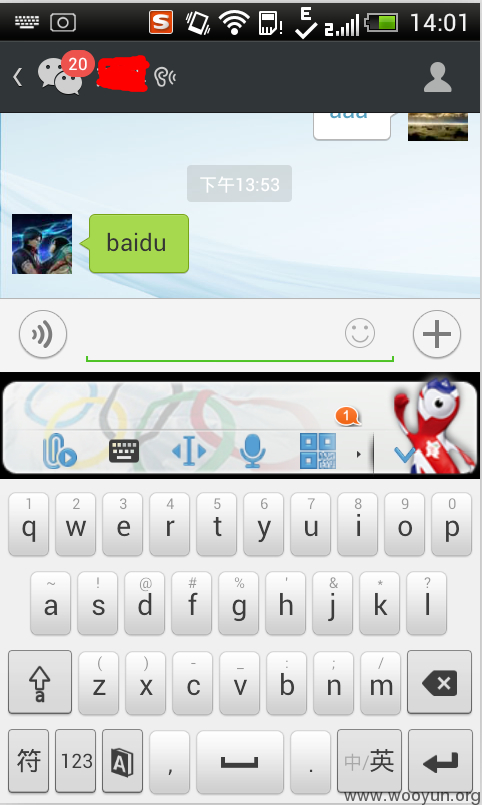 S E 14:01
20
aaa
下午13:53
baidu
1
1 2 3 4 5 6 7 8 9 0
q w e r t y u i o p
~ ! @ # % ' & * ?
a s d f g h j k l
( ) - _ : ; /
a z x c v b n m
符 123 A , . 中/英
www.wooyun.org